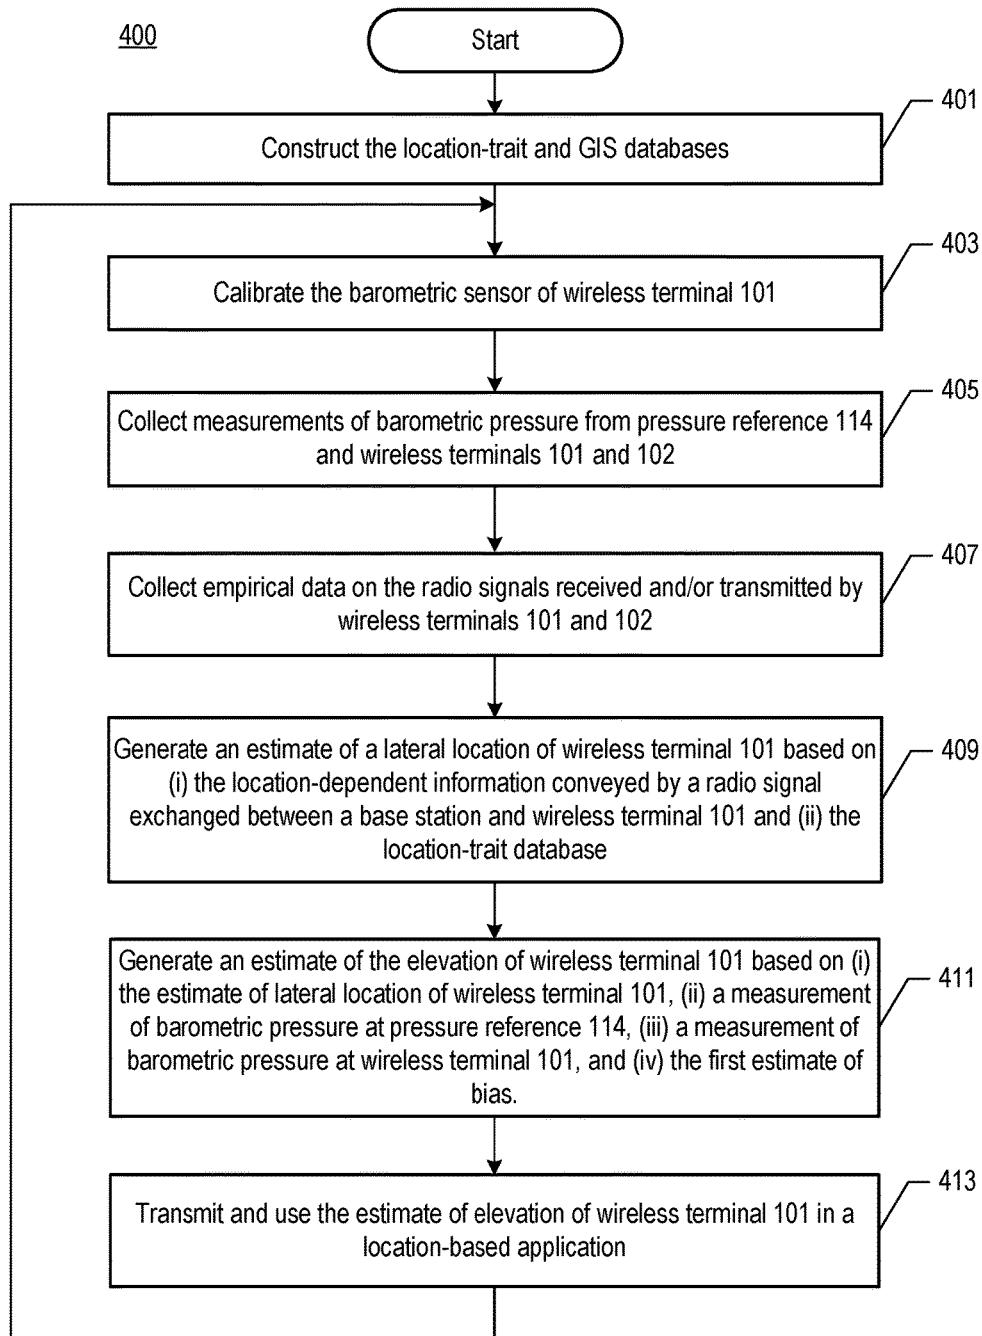 400
Start
401
Construct the location-trait and GIS databases
403
Calibrate the barometric sensor of wireless terminal 101
405
Collect measurements of barometric pressure from pressure reference 114
and wireless terminals 101 and 102
407
Collect empirical data on the radio signals received and/or transmitted by
wireless terminals 101 and 102
409
Generate an estimate of a lateral location of wireless terminal 101 based on
(i) the location-dependent information conveyed by a radio signal
exchanged between a base station and wireless terminal 101 and (ii) the
location-trait database
411
Generate an estimate of the elevation of wireless terminal 101 based on (i)
the estimate of lateral location of wireless terminal 101, (ii) a measurement
of barometric pressure at pressure reference 114, (iii) a measurement of
barometric pressure at wireless terminal 101, and (iv) the first estimate of
bias.
413
Transmit and use the estimate of elevation of wireless terminal 101 in a
location-based application